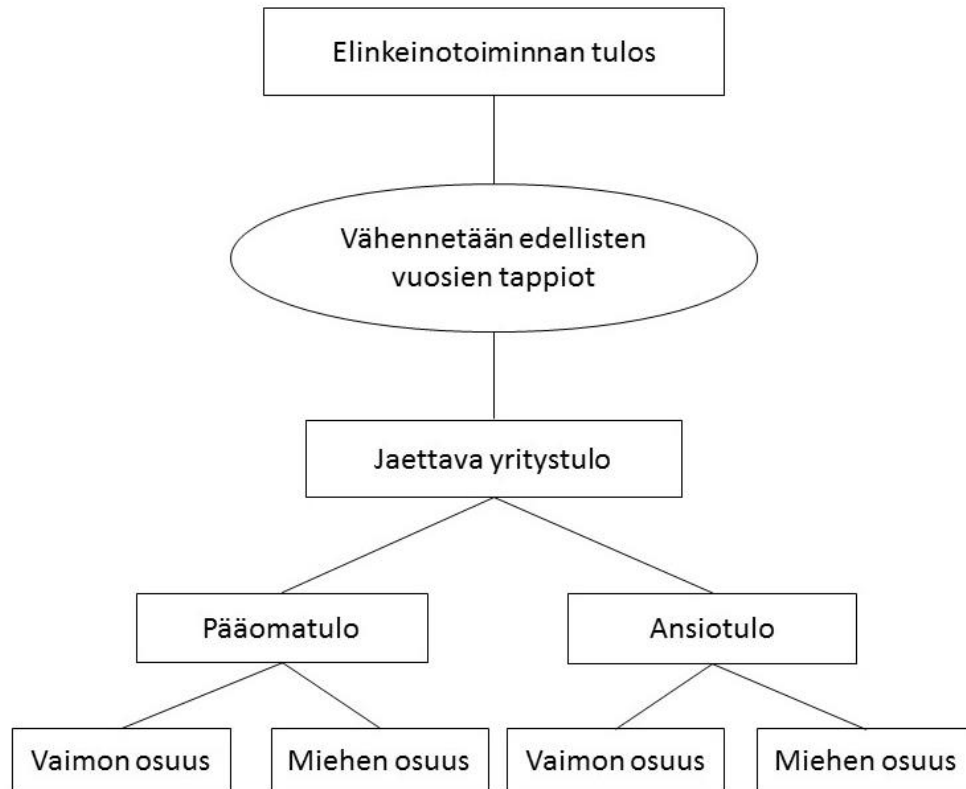 Elinkeinotoiminnan tulos
Vähennetään edellisten
vuosien tappiot
Jaettava yritystulo
Pääomatulo
Ansiotulo
Vaimon osuus
Miehen osuus
Vaimon osuus
Miehen osuus